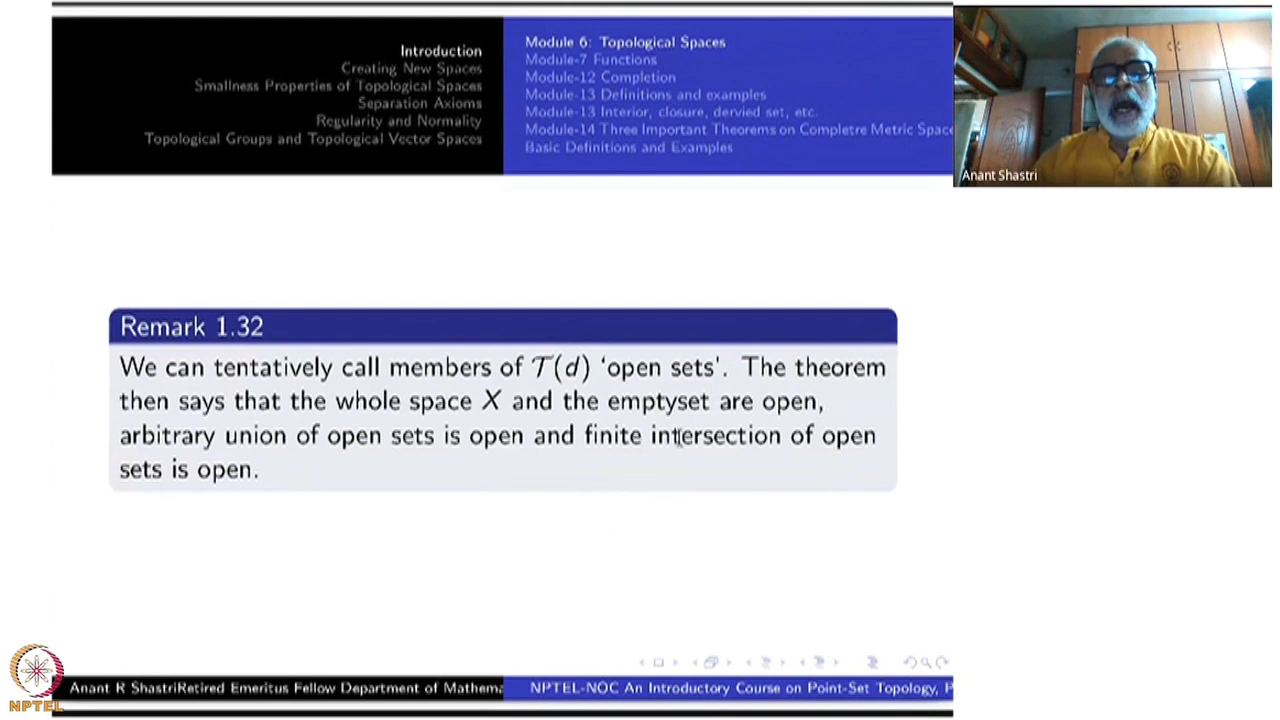 Introduction
Creating New Spaces
Smallness Properties of Topological Spaces
Separation Axioms
Regularity and Normality
Topological Groups and Topological Vector Spaces
Module 6: Topological Spaces
Module-7 Functions
Module-12 Completion
Module-13 Definitions and examples
Module-13 Interior, closure, dervied set, etc.
Module-14 Three Important Theorems on Completre Metric Space
Basic Definitions and Examples
Anant Shastri
Remark 1.32
We can tentatively call members of 𝒯(d) ‘open sets’. The theorem
then says that the whole space X and the emptyset are open,
arbitrary union of open sets is open and finite intersection of open
sets is open.
Anant R ShastriRetired Emeritus Fellow Department of Mathema
NPTEL-NOC An Introductory Course on Point-Set Topology, P
NPTEL